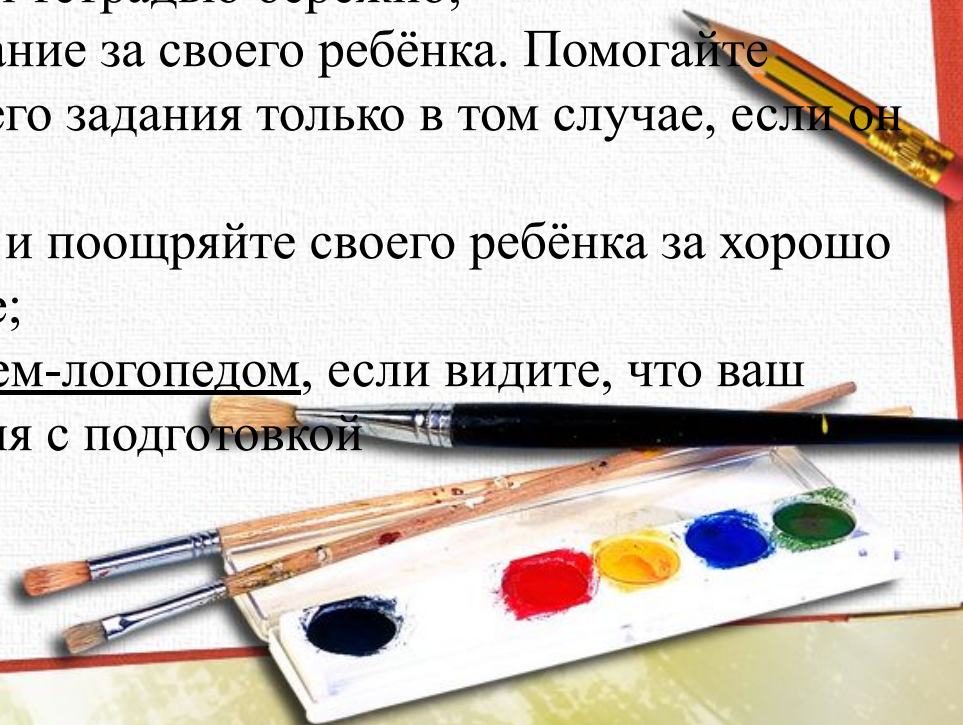 тетрадью бережно;
ание за своего ребёнка. Помогайте
его задания только в том случае, если он
и поощряйте своего ребёнка за хорошо
е;
ем-логопедом, если видите, что ваш
ия с подготовкой